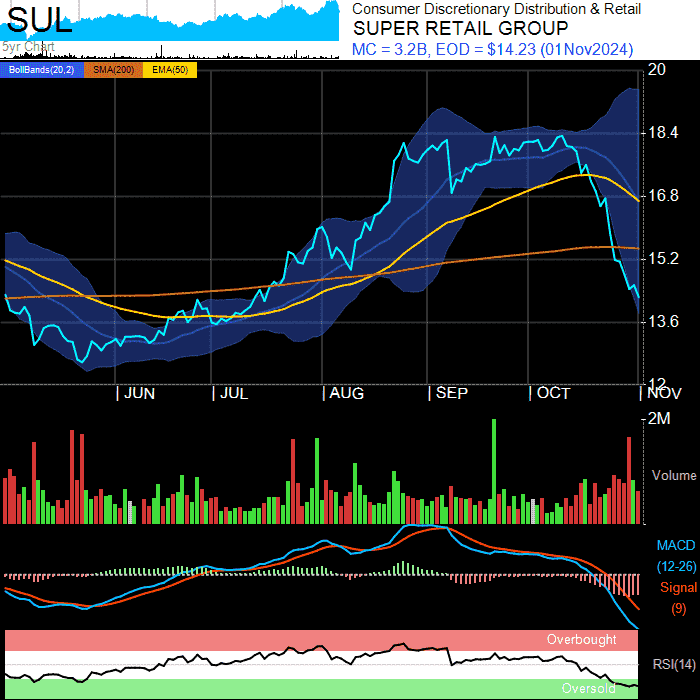 SUL
5yr Chart
Consumer Discretionary Distribution & Retail
SUPER RETAIL GROUP
MC = 3.2B, EOD = $14.23 (01Nov2024)
BollBands(20,2) SMA(200) EMA(50)
20
18.4
16.8
15.2
13.6
12
| JUN | JUL | AUG | SEP | OCT | NOV
2M
Volume
MACD
(12-26)
Signal
(9)
Overbought
RSI(14)
Oversold